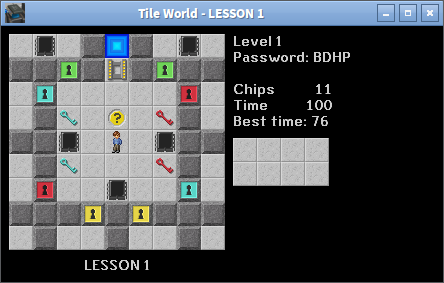 Tile World - LESSON 1
Level 1
Password: BDHP
Chips 11
Time 100
Best time: 76
?
LESSON 1